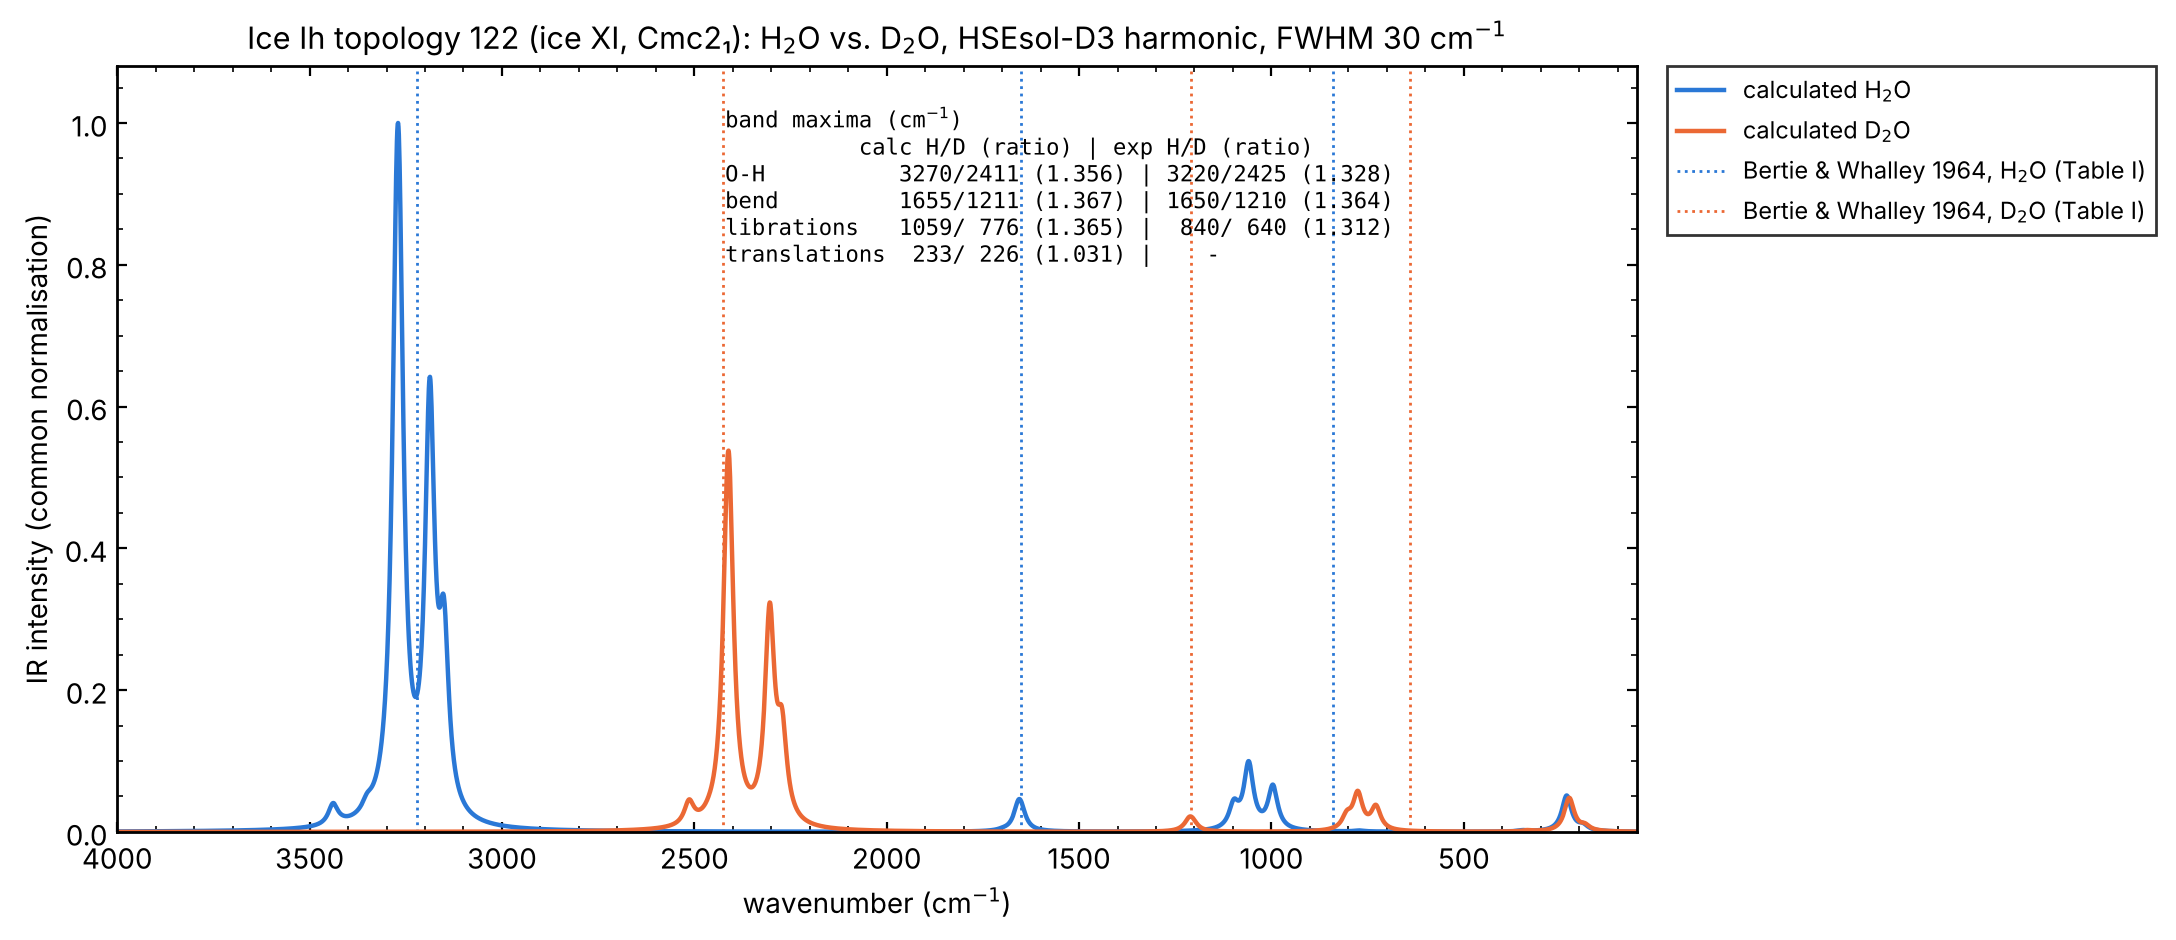 Ice Ih topology 122 (ice XI, Cmc2₁): H₂O vs. D₂O, HSEsol-D3 harmonic, FWHM 30 cm⁻¹
calculated H₂O
calculated D₂O
Bertie & Whalley 1964, H₂O (Table I)
Bertie & Whalley 1964, D₂O (Table I)
band maxima (cm⁻¹)
calc H/D (ratio) | exp H/D (ratio)
O-H 3270/2411 (1.356) | 3220/2425 (1.328)
bend 1655/1211 (1.367) | 1650/1210 (1.364)
librations 1059/ 776 (1.365) | 840/ 640 (1.312)
translations 233/ 226 (1.031) | -
IR intensity (common normalisation)
1.0
0.8
0.6
0.4
0.2
0.0
4000 3500 3000 2500 2000 1500 1000 500
wavenumber (cm⁻¹)